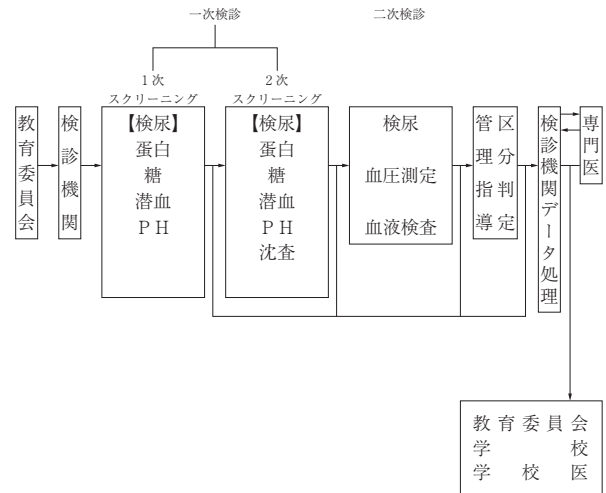 一次検診
二次検診
1次
スクリーニング
2次
スクリーニング
教育委員会
検診機関
【検尿】
蛋白
糖
潜血
PH
【検尿】
蛋白
糖
潜血
PH
沈査
検尿
血圧測定
血液検査
管理指導
区分判定
検診機関データ処理
専門医
教育委員会
学校
学校医